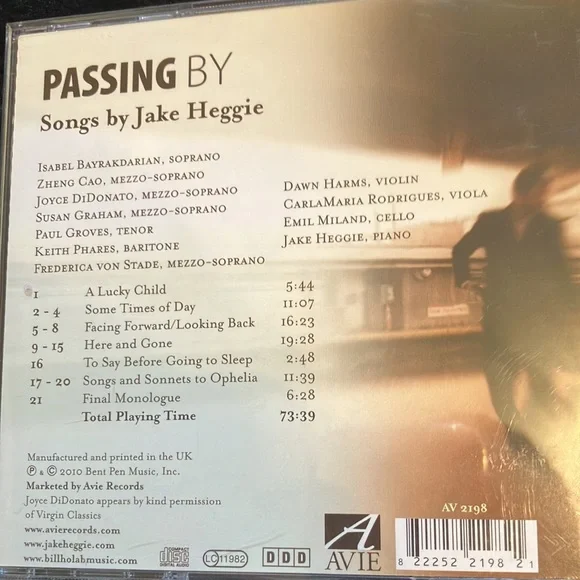 PASSING BY
Songs by Jake Heggie
Isabel Bayrakdarian, soprano
Zheng Cao, mezzo-soprano
Joyce DiDonato, mezzo-soprano
Susan Graham, mezzo-soprano
Paul Groves, tenor
Keith Phares, baritone
Frederica von Stade, mezzo-soprano
Dawn Harms, violin
CarlaMaria Rodrigues, viola
Emil Miland, cello
Jake Heggie, piano
1 A Lucky Child 5:44
2 - 4 Some Times of Day 11:07
5 - 8 Facing Forward/Looking Back 16:23
9 - 15 Here and Gone 19:28
16 To Say Before Going to Sleep 2:48
17 - 20 Songs and Sonnets to Ophelia 11:39
21 Final Monologue 6:28
Total Playing Time 73:39
Manufactured and printed in the UK
℗ & © 2010 Bent Pen Music, Inc.
Marketed by Avie Records
Joyce DiDonato appears by kind permission
of Virgin Classics
www.avierecords.com
www.jakeheggie.com
www.billholabmusic.com
COMPACT
disc
DIGITAL AUDIO
LC 11982
DDD
A
AVIE
AV 2198
8 22252 2198 2 1